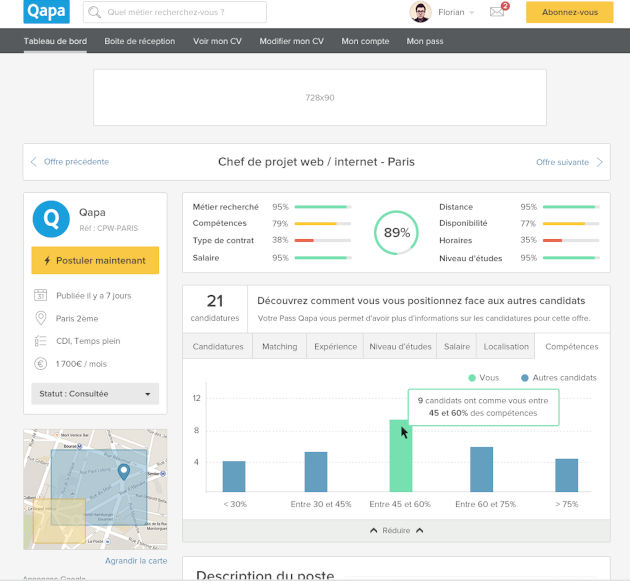 Qapa
Quel métier recherchez-vous ?
Florian
2
Abonnez-vous
Tableau de bord
Boite de réception
Voir mon CV
Modifier mon CV
Mon compte
Mon pass
728x90
Offre précédente
Chef de projet web / internet - Paris
Offre suivante
Q
Qapa
Réf : CPW-PARIS
Postuler maintenant
31
Publiée il y a 7 jours
Paris 2ème
CDI, Temps plein
€
1 700€ / mois
Statut : Consultée
Agrandir la carte
Annonces Google
Métier recherché 95%
Compétences 79%
Type de contrat 38%
Salaire 95%
89%
Distance 95%
Disponibilité 77%
Horaires 35%
Niveau d'études 95%
21
candidatures
Découvrez comment vous vous positionnez face aux autres candidats
Votre Pass Qapa vous permet d'avoir plus d'informations sur les candidatures pour cette offre.
Candidatures
Matching
Expérience
Niveau d'études
Salaire
Localisation
Compétences
Vous
Autres candidats
9 candidats ont comme vous entre
45 et 60% des compétences
12
8
4
< 30%
Entre 30 et 45%
Entre 45 et 60%
Entre 60 et 75%
> 75%
Réduire
Description du poste